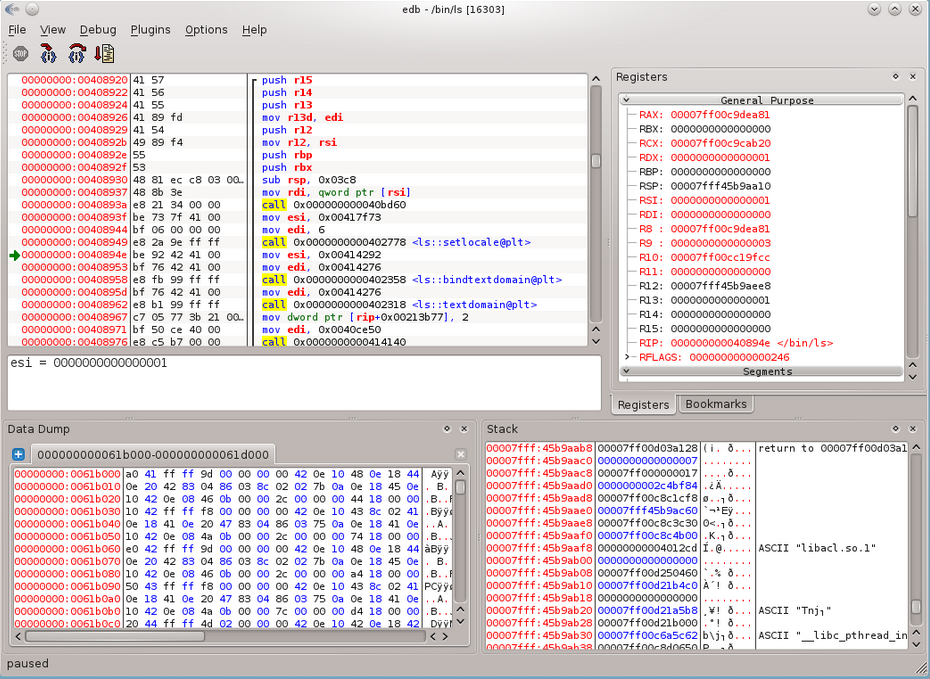 edb - /bin/ls [16303]
File View Debug Plugins Options Help
STOP
00000000:00408920 41 57 push r15
00000000:00408922 41 56 push r14
00000000:00408924 41 55 push r13
00000000:00408926 41 89 fd mov r13d, edi
00000000:00408929 41 54 push r12
00000000:0040892b 49 89 f4 mov r12, rsi
00000000:0040892e 55 push rbp
00000000:0040892f 53 push rbx
00000000:00408930 48 81 ec c8 03 00… sub rsp, 0x03c8
00000000:00408937 48 8b 3e mov rdi, qword ptr [rsi]
00000000:0040893a e8 21 34 00 00 call 0x000000000040bd60
00000000:0040893f be 73 7f 41 00 mov esi, 0x00417f73
00000000:00408944 bf 06 00 00 00 mov edi, 6
00000000:00408949 e8 2a 9e ff ff call 0x0000000000402778 <ls::setlocale@plt>
00000000:0040894e be 92 42 41 00 mov esi, 0x00414292
00000000:00408953 bf 76 42 41 00 mov edi, 0x00414276
00000000:00408958 e8 fb 99 ff ff call 0x0000000000402358 <ls::bindtextdomain@plt>
00000000:0040895d bf 76 42 41 00 mov edi, 0x00414276
00000000:00408962 e8 b1 99 ff ff call 0x0000000000402318 <ls::textdomain@plt>
00000000:00408967 c7 05 77 3b 21 00… mov dword ptr [rip+0x00213b77], 2
00000000:00408971 bf 50 ce 40 00 mov edi, 0x0040ce50
00000000:00408976 e8 c5 b7 00 00 call 0x0000000000414140
esi = 0000000000000001
Registers
General Purpose
RAX: 00007ff00c9dea81
RBX: 0000000000000000
RCX: 00007ff00c9cab20
RDX: 0000000000000001
RBP: 0000000000000000
RSP: 00007fff45b9aa10
RSI: 0000000000000001
RDI: 0000000000000000
R8 : 00007ff00c9dea81
R9 : 0000000000000003
R10: 00007ff00cc19fcc
R11: 0000000000000000
R12: 00007fff45b9aee8
R13: 0000000000000001
R14: 0000000000000000
R15: 0000000000000000
RIP: 000000000040894e </bin/ls>
RFLAGS: 0000000000000246
Segments
Registers Bookmarks
Data Dump
000000000061b000-000000000061d000
00000000:0061b000 a0 41 ff ff 9d 00 00 00 00 42 0e 10 48 0e 18 44
00000000:0061b010 0e 20 42 83 04 86 03 8c 02 02 7b 0a 0e 18 45 0e
00000000:0061b020 10 42 0e 08 46 0b 00 00 2c 00 00 00 44 18 00 00
00000000:0061b030 10 42 ff ff f8 00 00 00 00 42 0e 10 43 8c 02 41
00000000:0061b040 0e 18 41 0e 20 47 83 04 86 03 75 0a 0e 18 41 0e
00000000:0061b050 10 42 0e 08 4a 0b 00 00 2c 00 00 00 74 18 00 00
00000000:0061b060 e0 42 ff ff 9d 00 00 00 00 42 0e 10 48 0e 18 44
00000000:0061b070 0e 20 42 83 04 86 03 8c 02 02 7b 0a 0e 18 45 0e
00000000:0061b080 10 42 0e 08 46 0b 00 00 2c 00 00 00 a4 18 00 00
00000000:0061b090 50 43 ff ff f8 00 00 00 00 42 0e 10 43 8c 02 41
00000000:0061b0a0 0e 18 41 0e 20 47 83 04 86 03 75 0a 0e 18 41 0e
00000000:0061b0b0 10 42 0e 08 4a 0b 00 00 7c 00 00 00 d4 18 00 00
00000000:0061b0c0 20 44 ff ff 4d 02 00 00 00 42 0e 10 42 0e 18 42
Stack
00007fff:45b9aab8 00007ff00d03a128 return to 00007ff00d03a1
00007fff:45b9aac0 0000000000000007
00007fff:45b9aac8 0000000000000017
00007fff:45b9aad0 0000000002c4bf84
00007fff:45b9aad8 00007ff00c8c1cf8
00007fff:45b9aae0 00007fff45b9ac60
00007fff:45b9aae8 00007ff00c8c3c30
00007fff:45b9aaf0 00007ff00c8c4b00
00007fff:45b9aaf8 00000000004012cd ASCII "libacl.so.1"
00007fff:45b9ab00 0000000000000000
00007fff:45b9ab08 00007ff00d250460
00007fff:45b9ab10 00007ff00d21b4c0
00007fff:45b9ab18 0000000000000000
00007fff:45b9ab20 00007ff00d21a5b8 ASCII "Tnj┐"
00007fff:45b9ab28 00007ff00d21b000
00007fff:45b9ab30 00007ff00c6a5c62 ASCII "__libc_pthread_in
00007fff:45b9ab38 00007ff00c8d0650
paused